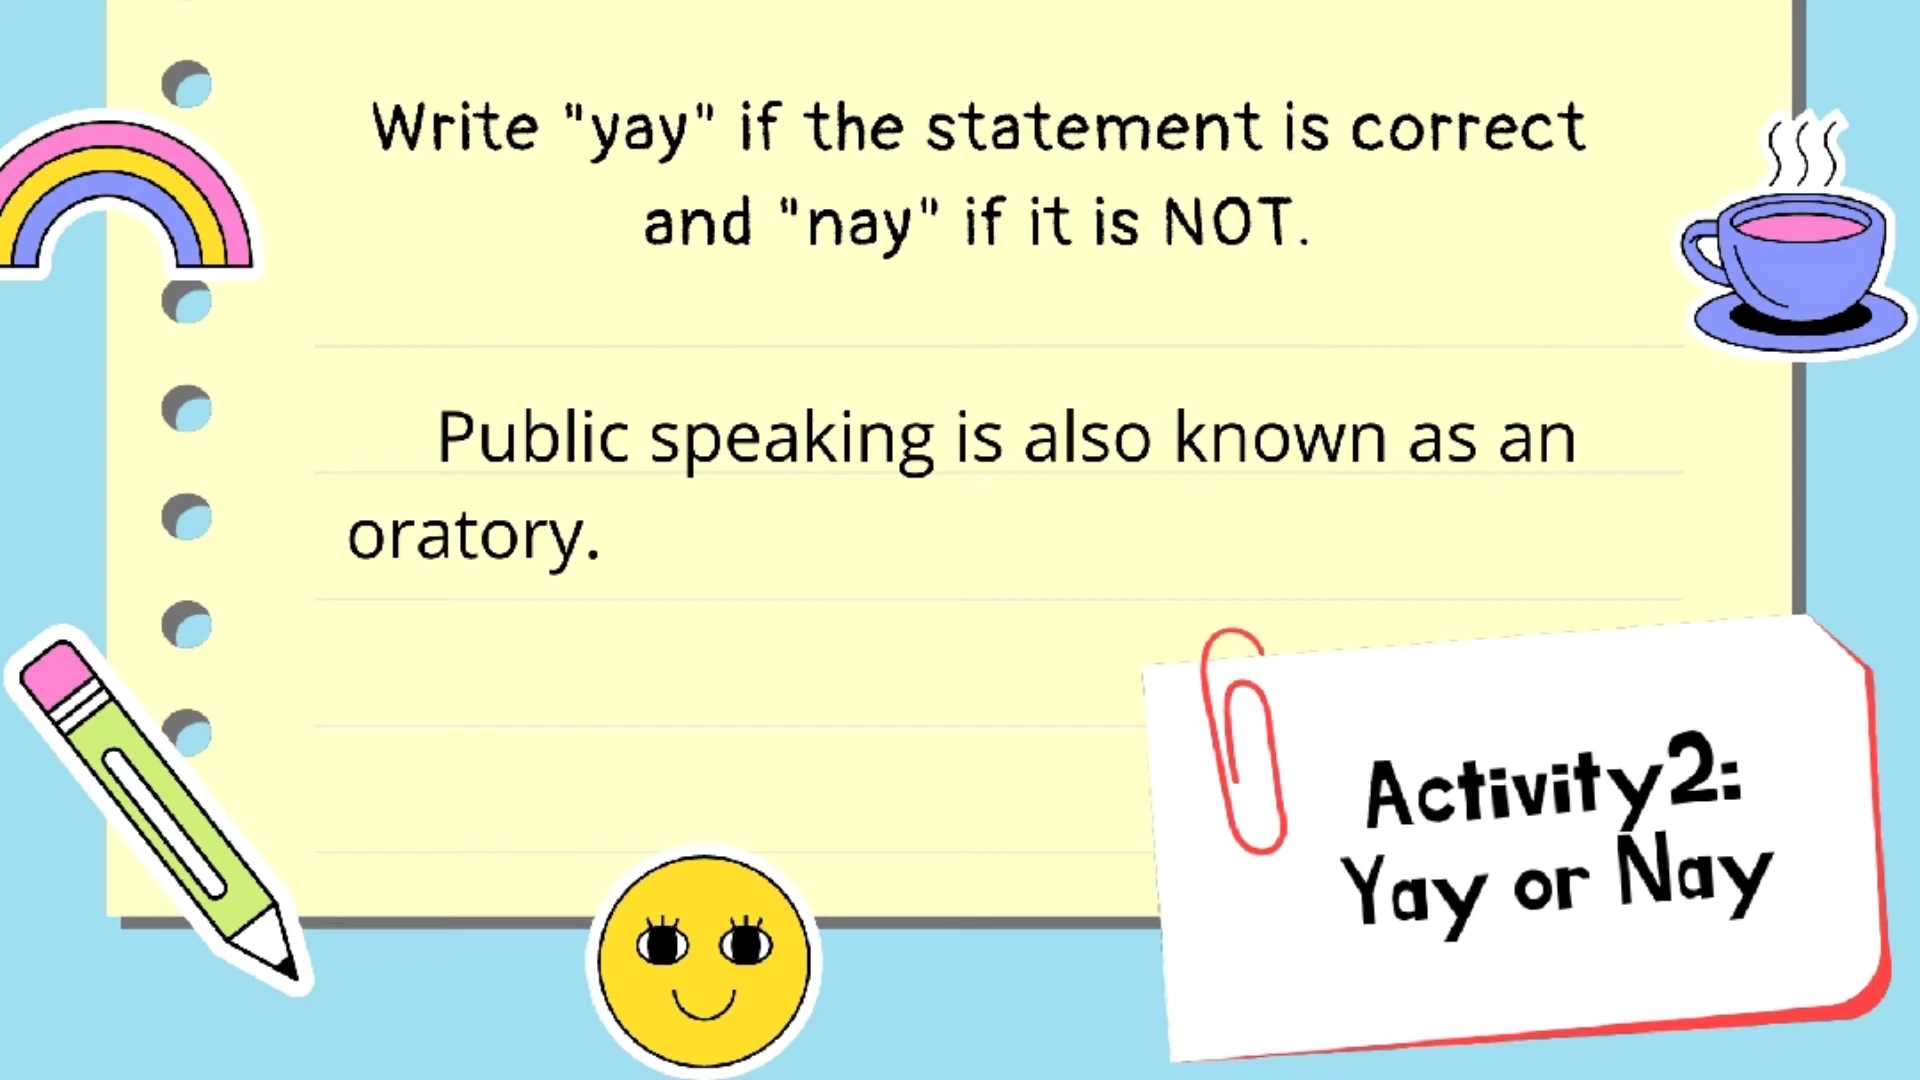 Write "yay" if the statement is correct
and "nay" if it is NOT.
Public speaking is also known as an
oratory.
Activity2:
Yay or Nay